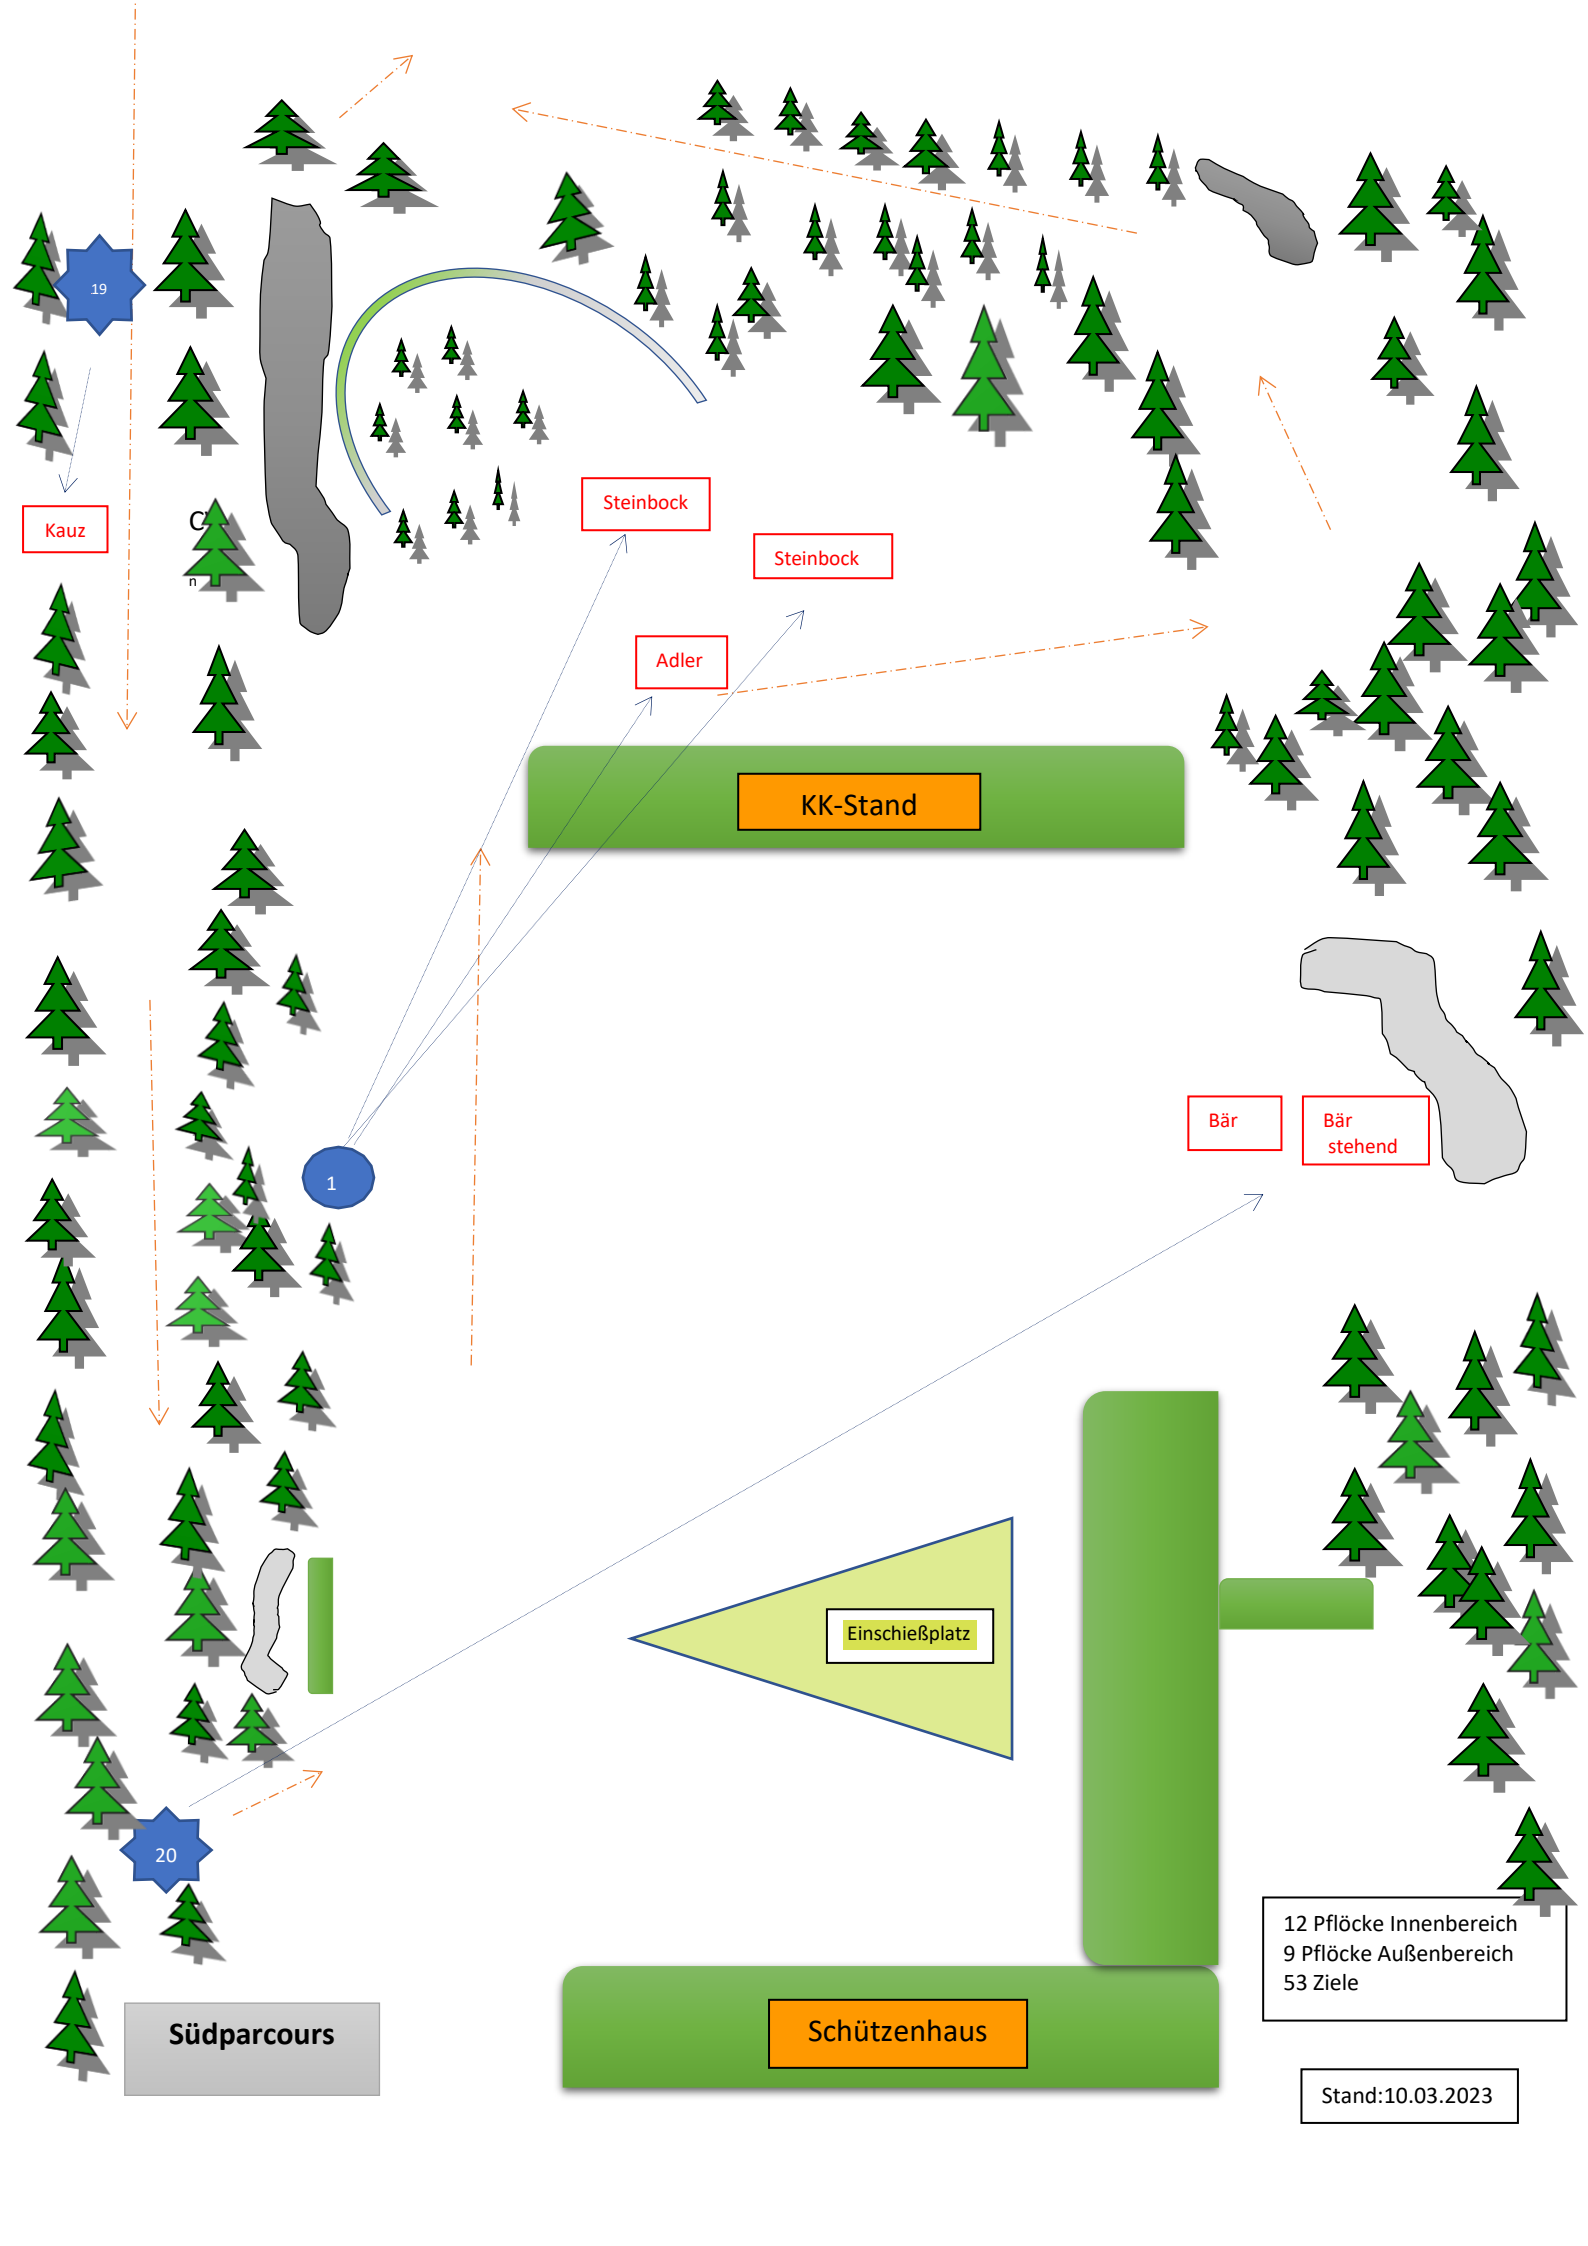 19
Steinbock
Kauz
Steinbock
Adler
KK-Stand
Bär
Bär
stehend
1
Einschießplatz
20
12 Pflöcke Innenbereich
9 Pflöcke Außenbereich
53 Ziele
Südparcours
Schützenhaus
Stand:10.03.2023